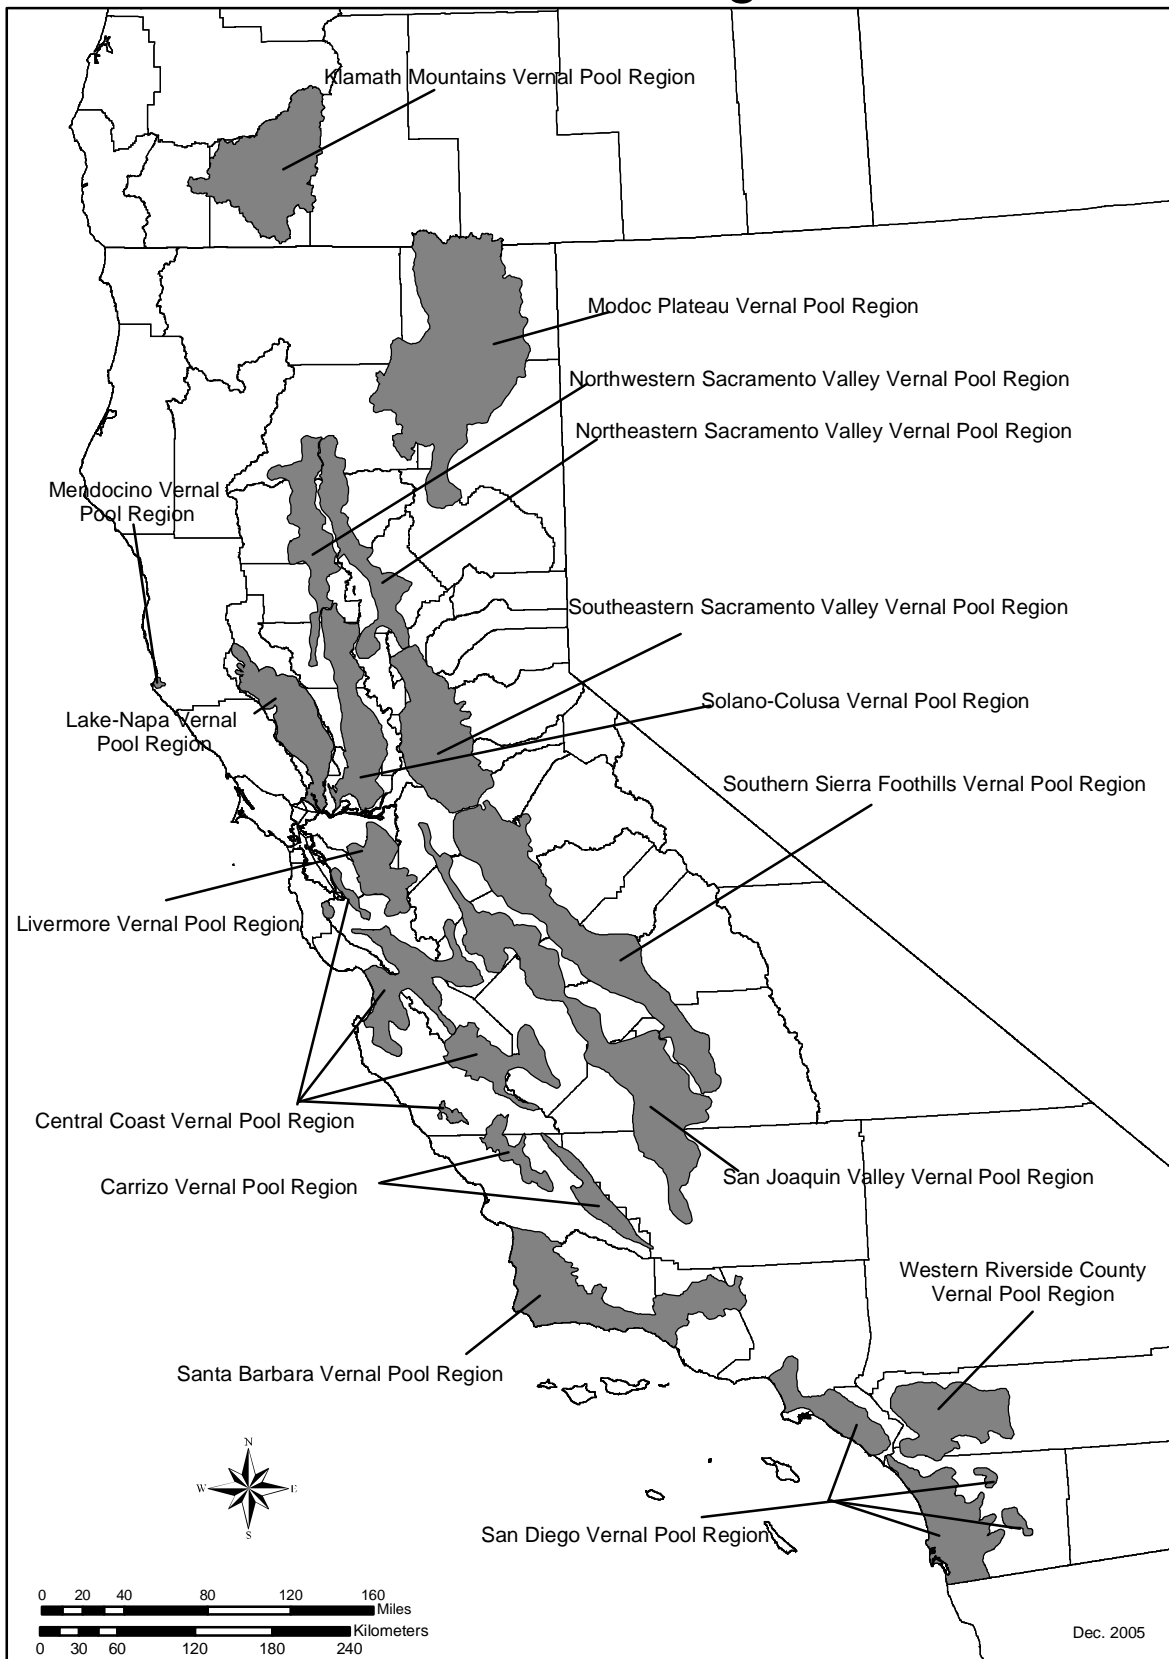 Klamath Mountains Vernal Pool Region
Modoc Plateau Vernal Pool Region
Northwestern Sacramento Valley Vernal Pool Region
Northeastern Sacramento Valley Vernal Pool Region
Mendocino Vernal
Pool Region
Southeastern Sacramento Valley Vernal Pool Region
Solano-Colusa Vernal Pool Region
Lake-Napa Vernal
Pool Region
Southern Sierra Foothills Vernal Pool Region
Livermore Vernal Pool Region
Central Coast Vernal Pool Region
San Joaquin Valley Vernal Pool Region
Carrizo Vernal Pool Region
Western Riverside County
Vernal Pool Region
Santa Barbara Vernal Pool Region
N
W E
S
San Diego Vernal Pool Region
0 20 40 80 120 160
Miles
Kilometers
0 30 60 120 180 240
Dec. 2005